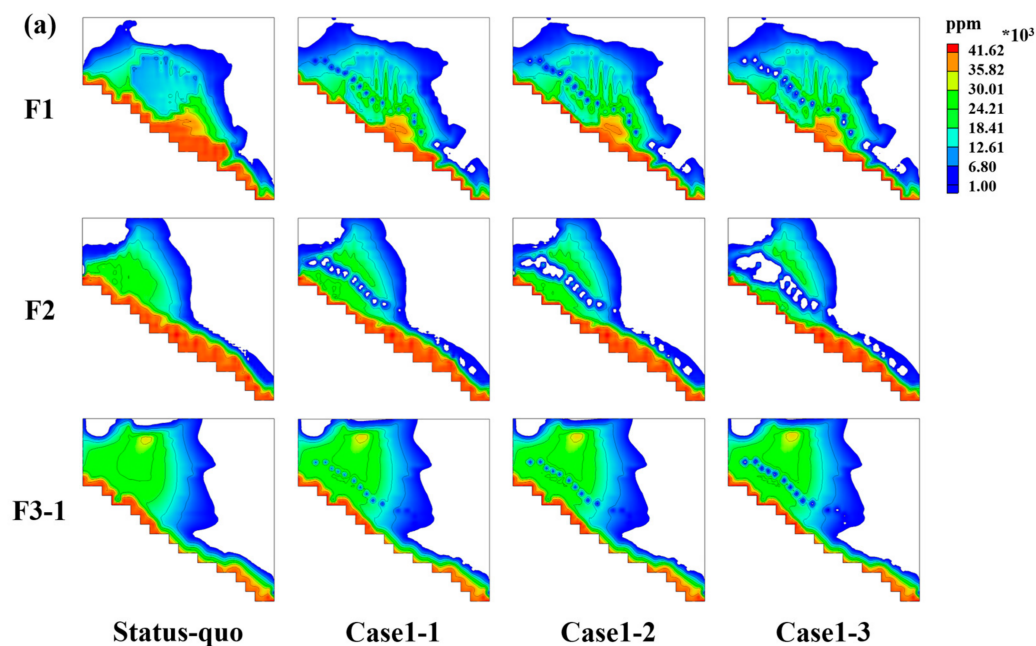 (a)
ppm *10³
41.62
35.82
30.01
24.21
18.41
12.61
6.80
1.00
F1
F2
F3-1
Status-quo Case1-1 Case1-2 Case1-3